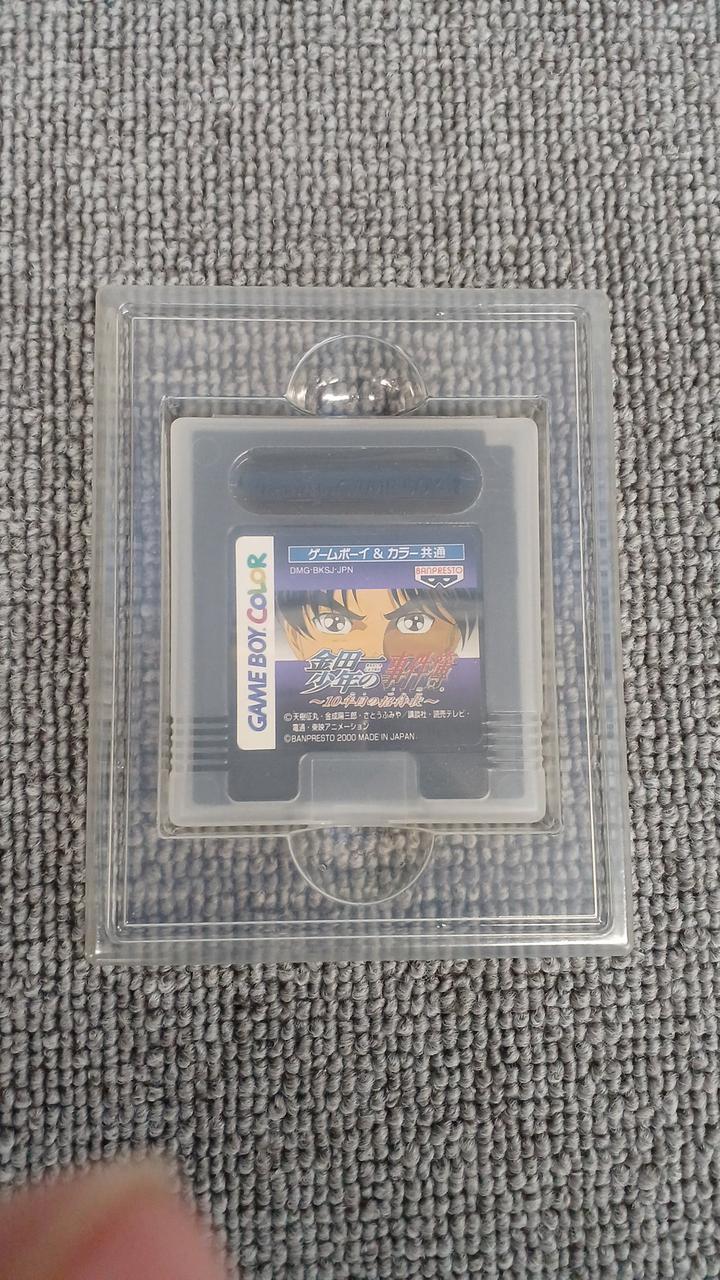 ゲームボーイ & カラー共通
DMG-BKSJ-JPN
BANPRESTO
GAME BOY COLOR
金田一少年の事件簿
～10年目の招待状～
©天樹征丸・金成陽三郎・さとうふみや/講談社・読売テレビ・
電通・東映アニメーション
©BANPRESTO 2000 MADE IN JAPAN